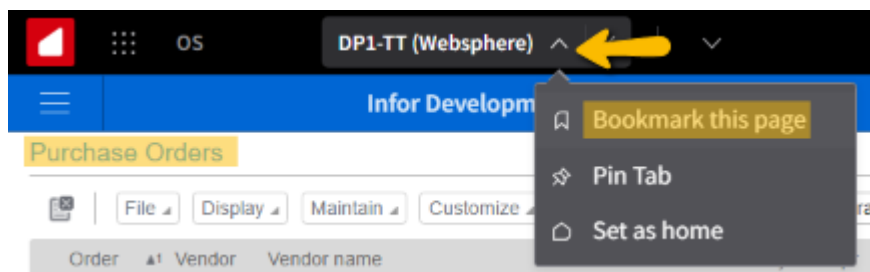 OS DP1-TT (Websphere)
Infor Developm
Bookmark this page
Purchase Orders
Pin Tab
File Display Maintain Customize
Set as home
Order Vendor Vendor name